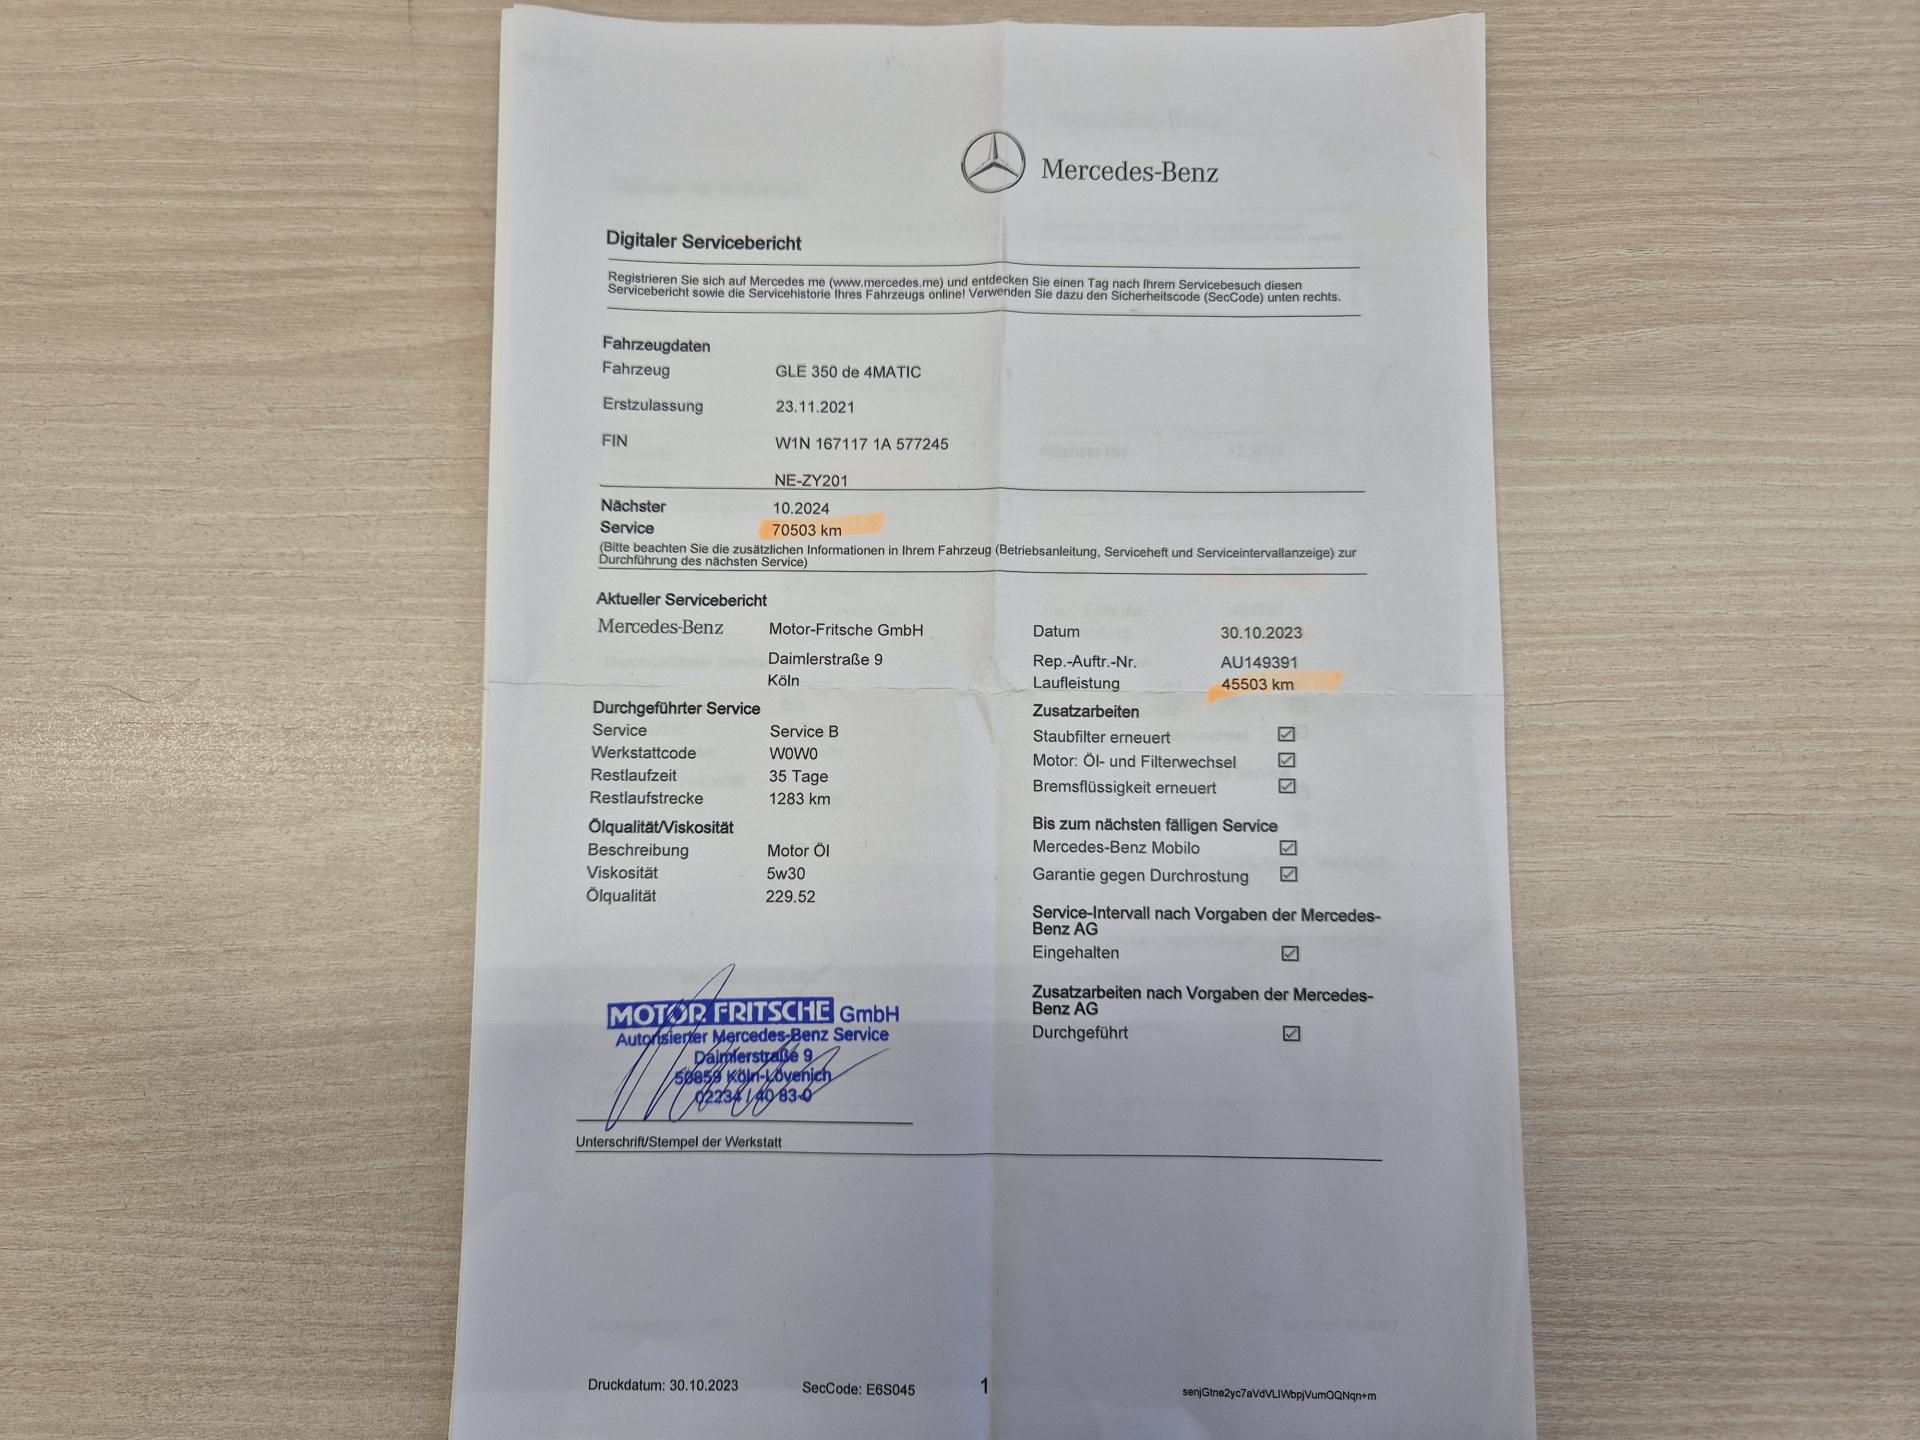 Mercedes-Benz
Digitaler Servicebericht
Registrieren Sie sich auf Mercedes me (www.mercedes.me) und entdecken Sie einen Tag nach Ihrem Servicebesuch diesen
Servicebericht sowie die Servicehistorie Ihres Fahrzeugs online! Verwenden Sie dazu den Sicherheitscode (SecCode) unten rechts.
Fahrzeugdaten
Fahrzeug GLE 350 de 4MATIC
Erstzulassung 23.11.2021
FIN W1N 167117 1A 577245
NE-ZY201
Nächster 10.2024
Service 70503 km
(Bitte beachten Sie die zusätzlichen Informationen in Ihrem Fahrzeug (Betriebsanleitung, Serviceheft und Serviceintervallanzeige) zur
Durchführung des nächsten Service)
Aktueller Servicebericht
Mercedes-Benz Motor-Fritsche GmbH
Daimlerstraße 9
Köln
Datum 30.10.2023
Rep.-Auftr.-Nr. AU149391
Laufleistung 45503 km
Durchgeführter Service
Service Service B
Werkstattcode W0W0
Restlaufzeit 35 Tage
Restlaufstrecke 1283 km
Ölqualität/Viskosität
Beschreibung Motor Öl
Viskosität 5w30
Ölqualität 229.52
Zusatzarbeiten
Staubfilter erneuert
Motor: Öl- und Filterwechsel
Bremsflüssigkeit erneuert
Bis zum nächsten fälligen Service
Mercedes-Benz Mobilo
Garantie gegen Durchrostung
Service-Intervall nach Vorgaben der Mercedes-
Benz AG
Eingehalten
Zusatzarbeiten nach Vorgaben der Mercedes-
Benz AG
Durchgeführt
MOTOR FRITSCHE GmbH
Autorisierter Mercedes-Benz Service
Daimlerstraße 9
50859 Köln-Lövenich
02234 / 40 83-0
Unterschrift/Stempel der Werkstatt
Druckdatum: 30.10.2023 SecCode: E6S045 1 senjGtne2yc7aVdVLIWbpjVumOQNqn+m